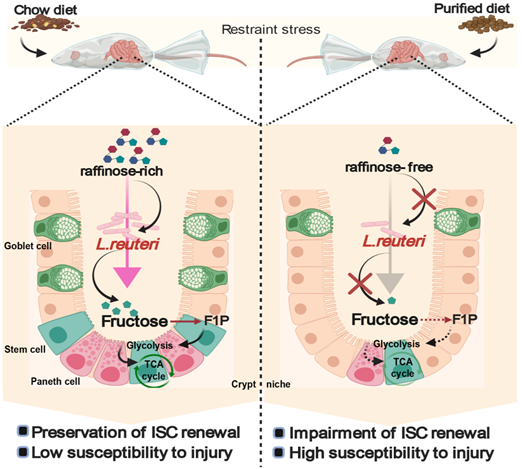 Chow diet
Purified diet
Restraint stress
raffinose-rich
raffinose- free
L.reuteri
L.reuteri
Goblet cell
Fructose
F1P
Fructose
F1P
Stem cell
Glycolysis
Glycolysis
TCA
cycle
TCA
cycle
Paneth cell
Crypt niche
Preservation of ISC renewal
Low susceptibility to injury
Impairment of ISC renewal
High susceptibility to injury